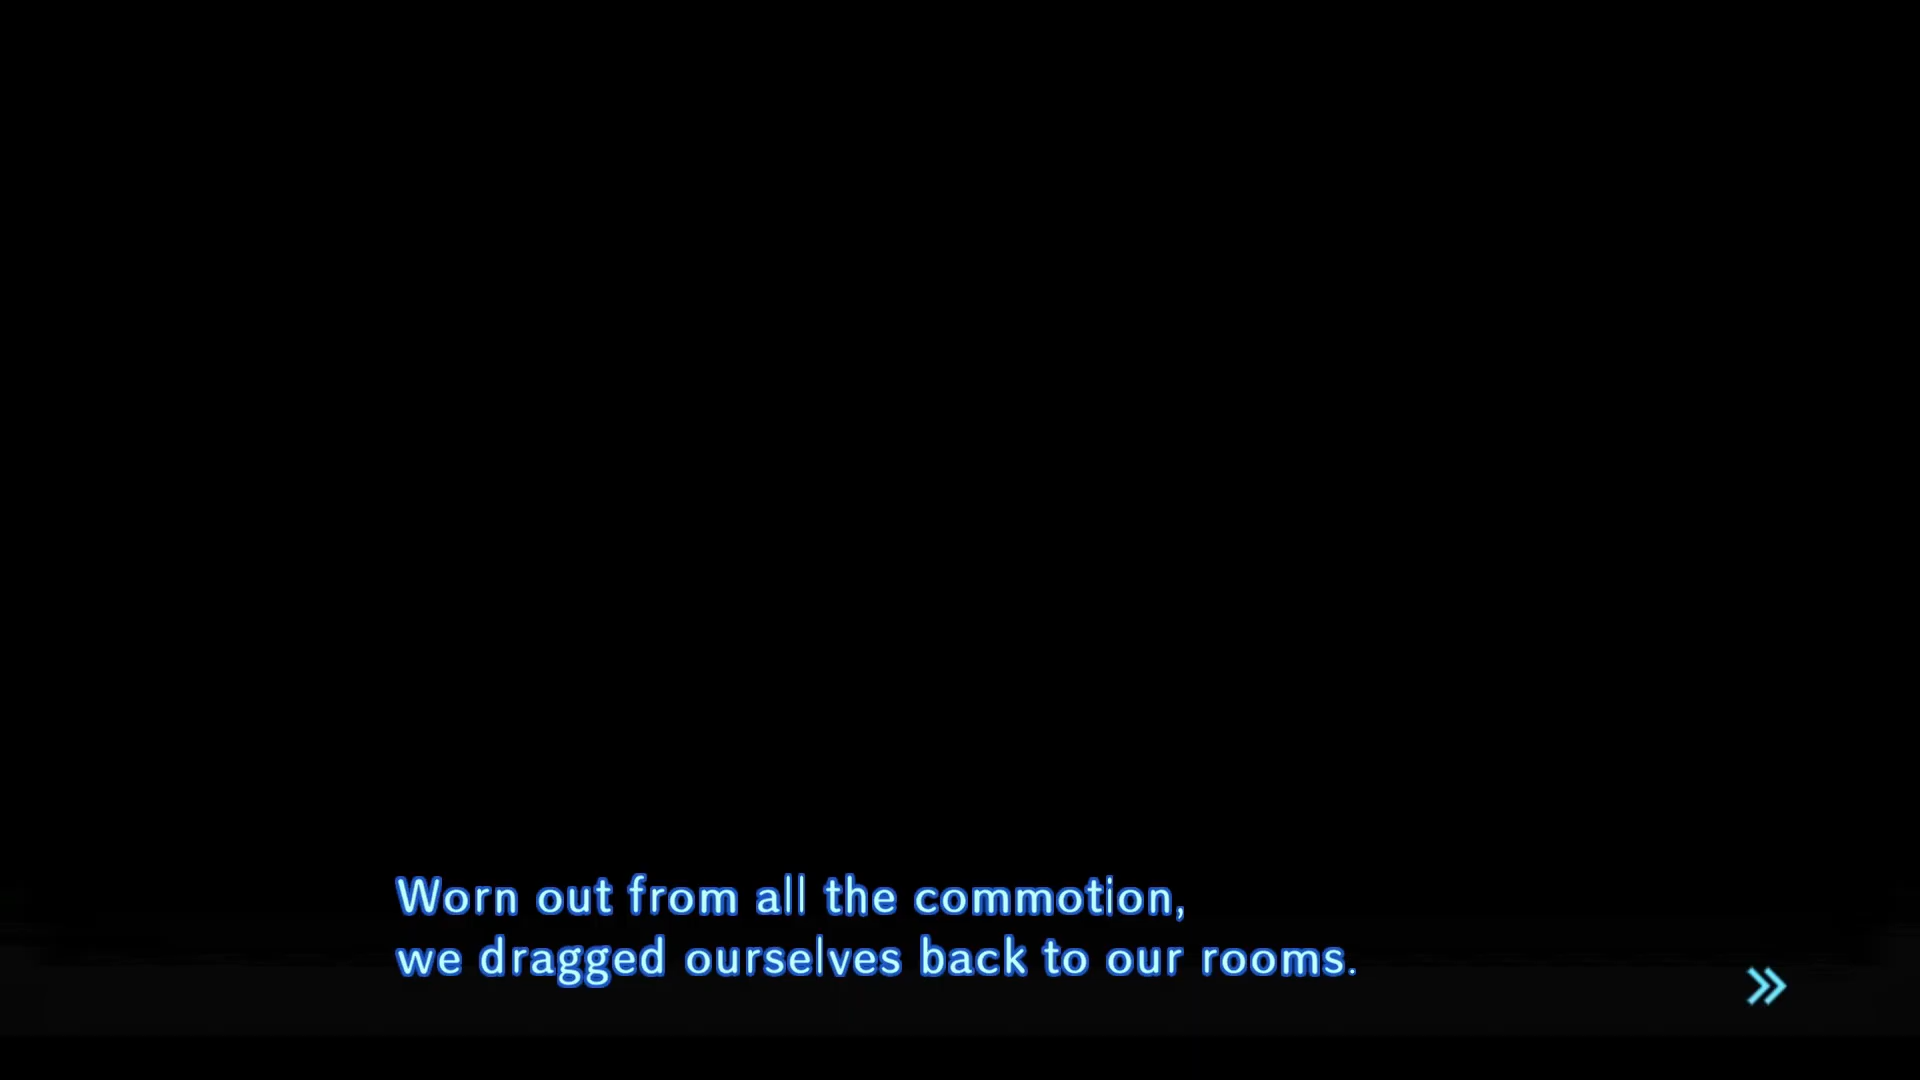 Worn out from all the commotion,
we dragged ourselves back to our rooms.